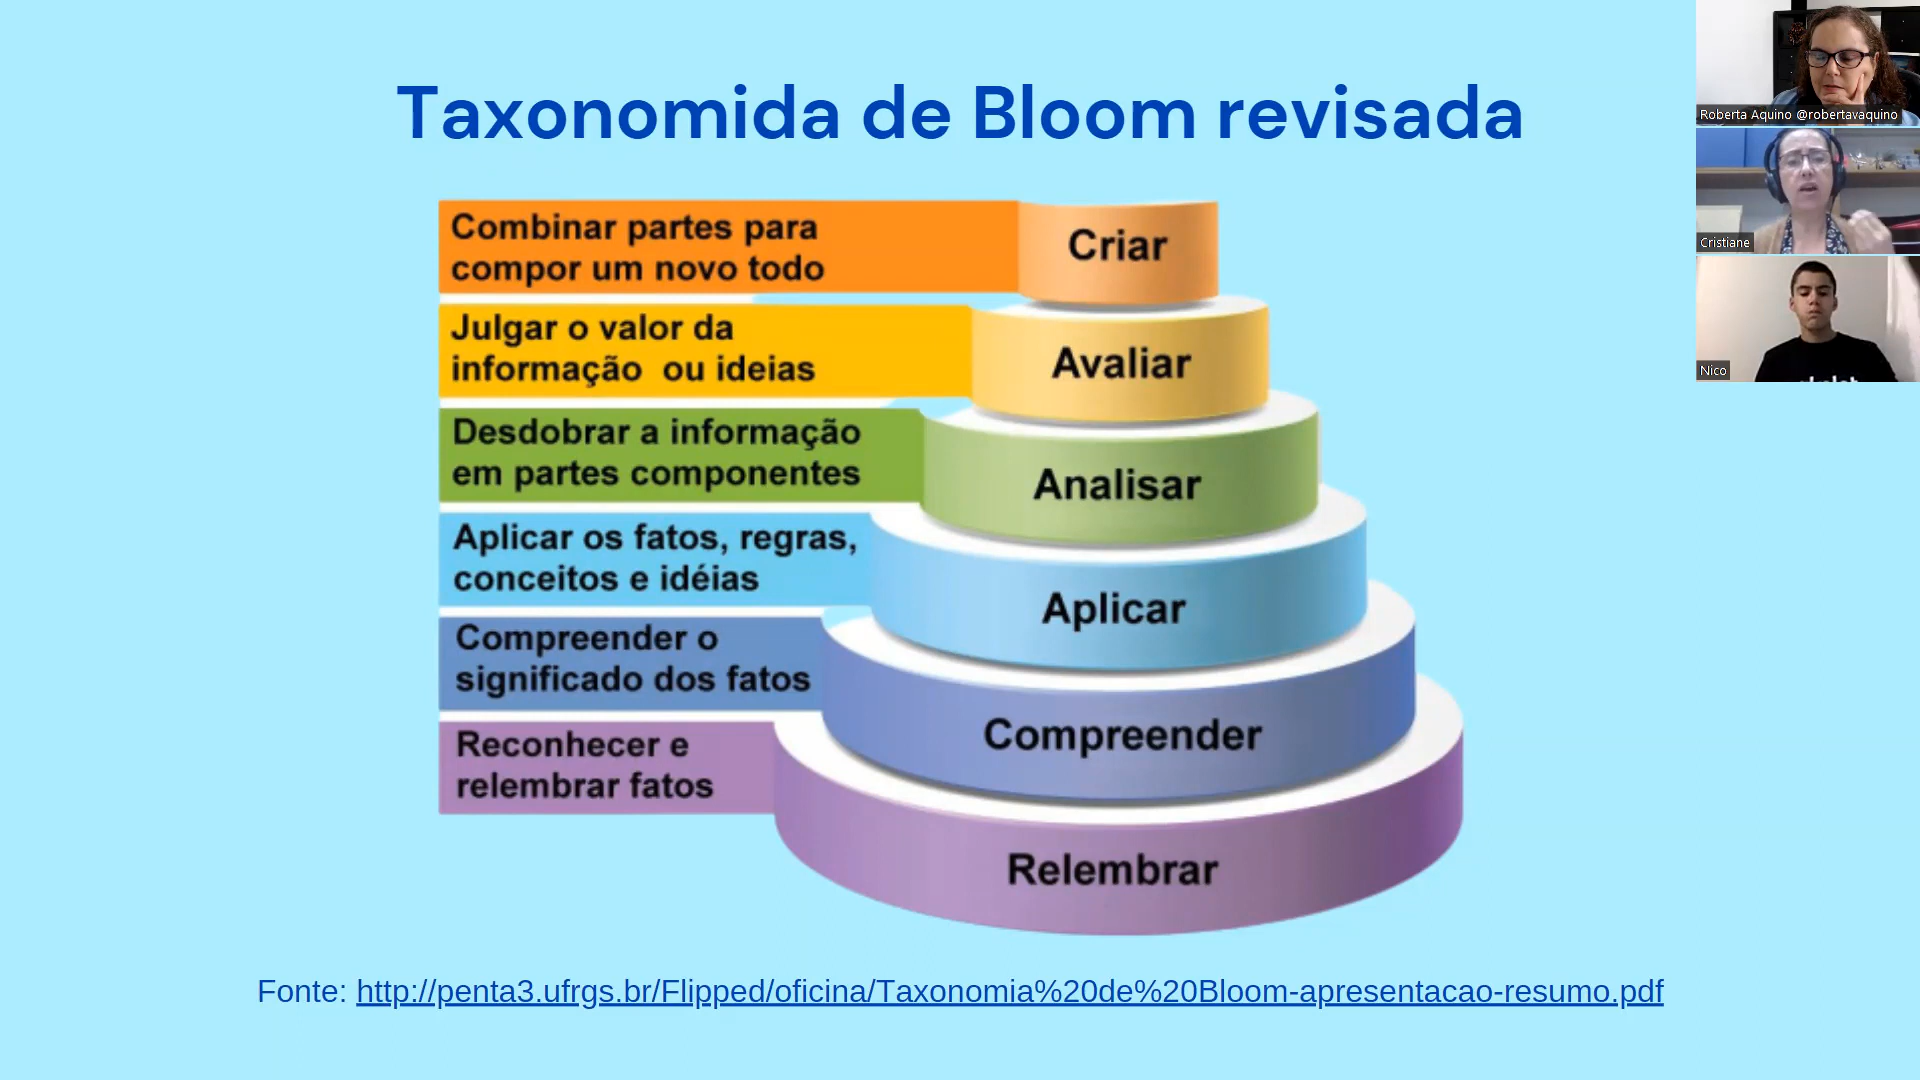 Taxonomida de Bloom revisada
Combinar partes para
compor um novo todo
Criar
Julgar o valor da
informação ou ideias
Avaliar
Desdobrar a informação
em partes componentes
Analisar
Aplicar os fatos, regras,
conceitos e idéias
Aplicar
Compreender o
significado dos fatos
Compreender
Reconhecer e
relembrar fatos
Relembrar
Fonte: http://penta3.ufrgs.br/Flipped/oficina/Taxonomia%20de%20Bloom-apresentacao-resumo.pdf
Roberta Aquino @robertavaquino
Cristiane
Nico